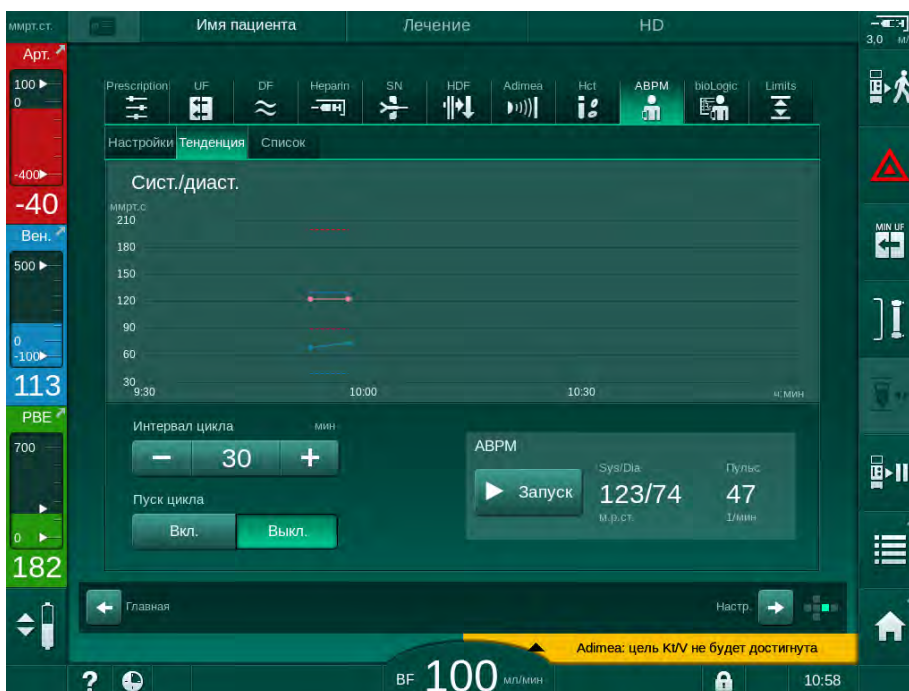 ммрт.ст.
Имя пациента
Лечение
HD
3,0 м/
Арт.
100
0
-400
-40
Вен.
500
0
-100
113
PBE
700
0
182
Prescription
UF
DF
Heparin
SN
HDF
Adimea
Hct
ABPM
bioLogic
Limits
Настройки
Тенденция
Список
Сист./диаст.
ммрт.с
210
180
150
120
90
60
30
9:30
10:00
10:30
ч:мин
Интервал цикла
мин
30
Пуск цикла
Вкл.
Выкл.
ABPM
Запуск
Sys/Dia
123/74
м.р.ст.
Пульс
47
1/мин
MIN UF
Главная
Настр.
Adimea: цель Kt/V не будет достигнута
?
BF 100 мл/мин
10:58